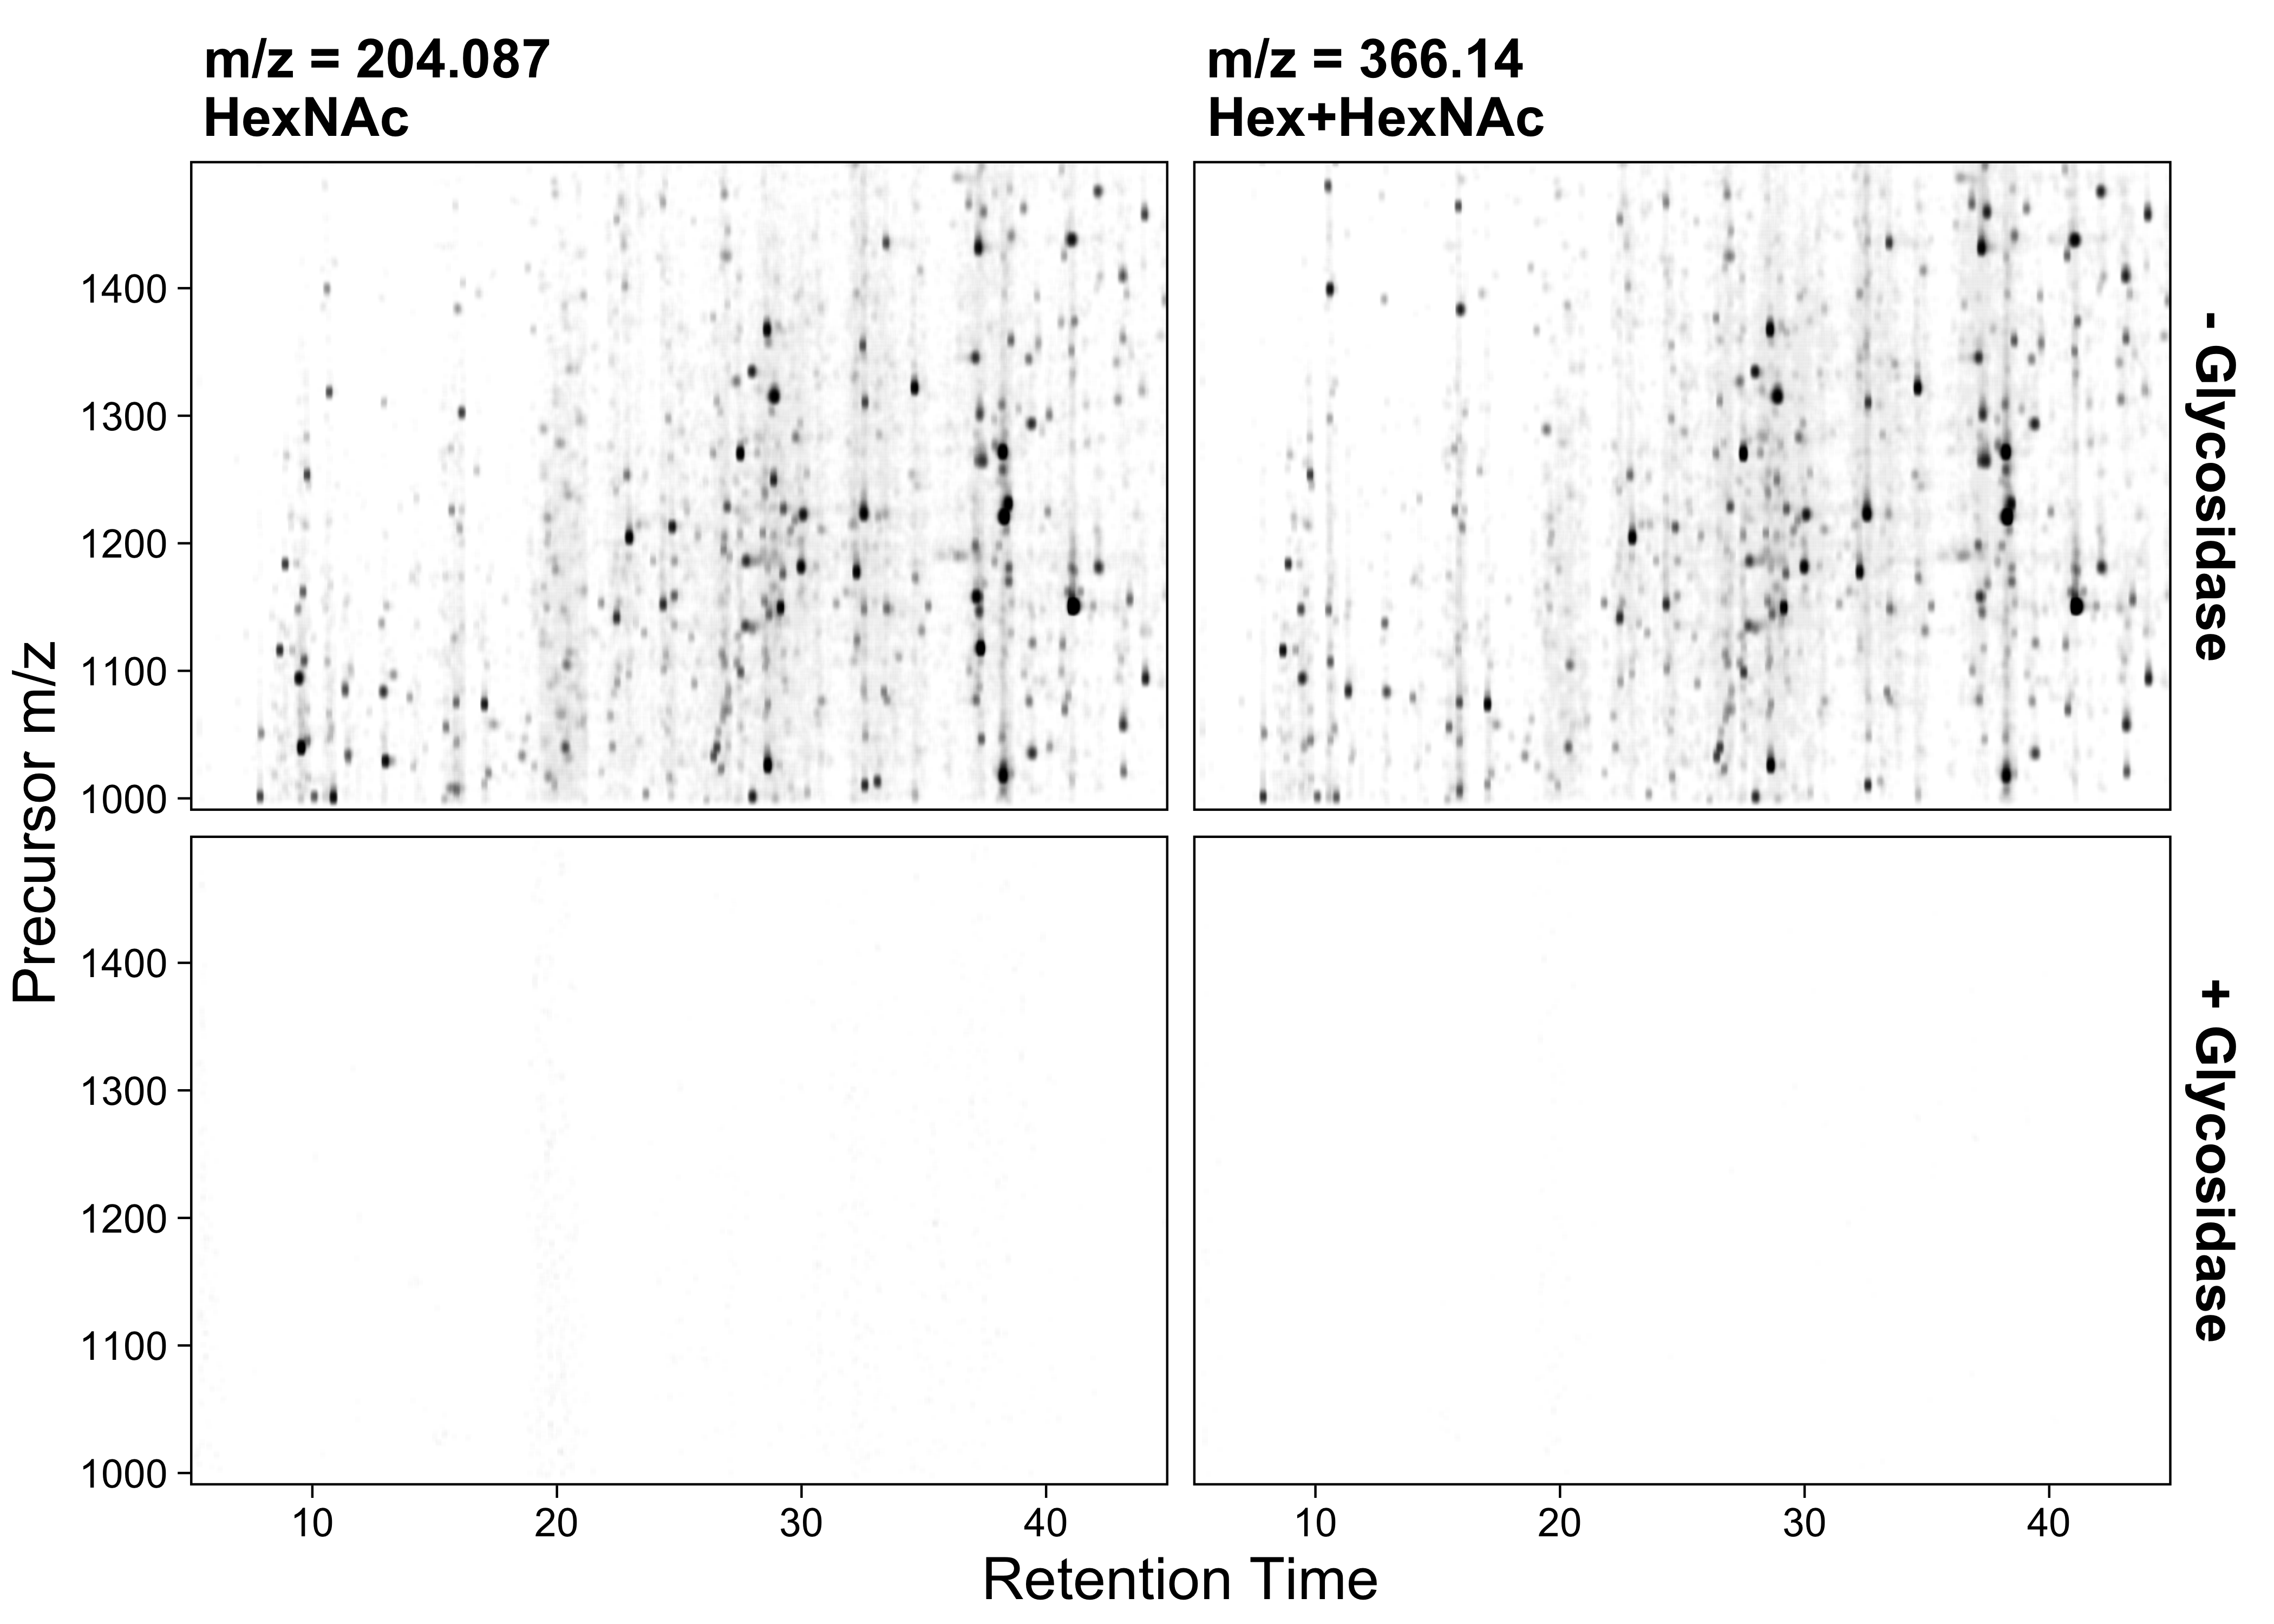 m/z = 204.087
HexNAc
m/z = 366.14
Hex+HexNAc
Precursor m/z
1400
1300
1200
1100
1000
- Glycosidase
1400
1300
1200
1100
1000
+ Glycosidase
10
20
30
40
10
20
30
40
Retention Time